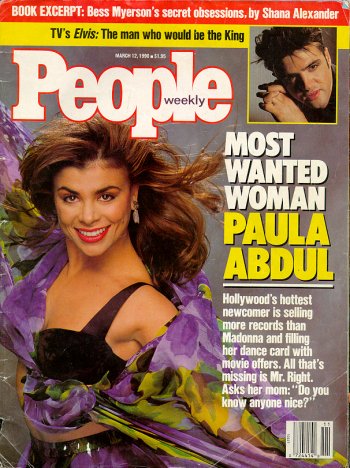 BOOK EXCERPT: Bess Myerson's secret obsessions. by Shana Alexander
TV's Elvis: The man who would be the King
MARCH 12, 1990 ■ $1.95
People
weekly
MOST
WANTED
WOMAN
PAULA
ABDUL
Hollywood's hottest
newcomer is selling
more records than
Madonna and filling
her dance card with
movie offers. All that's
missing is Mr. Right.
Asks her mom: "Do you
know anyone nice?"